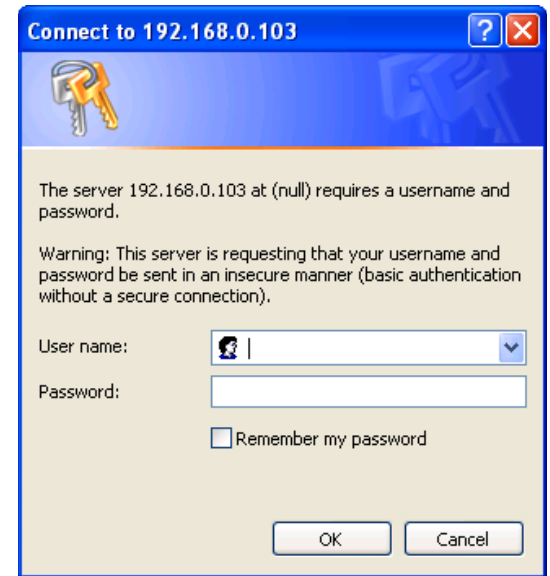 Connect to 192.168.0.103
The server 192.168.0.103 at (null) requires a username and
password.
Warning: This server is requesting that your username and
password be sent in an insecure manner (basic authentication
without a secure connection).
User name:
Password:
Remember my password
OK
Cancel